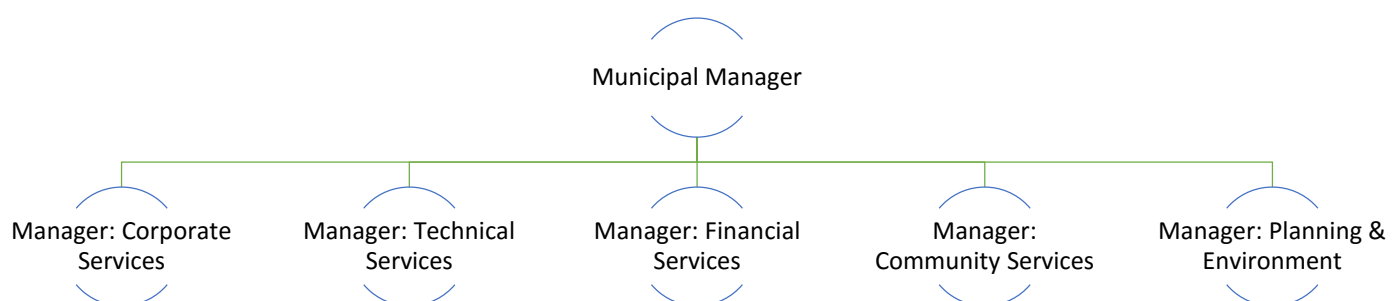 Municipal Manager
Manager: Corporate
Services
Manager: Technical
Services
Manager: Financial
Services
Manager:
Community Services
Manager: Planning &
Environment